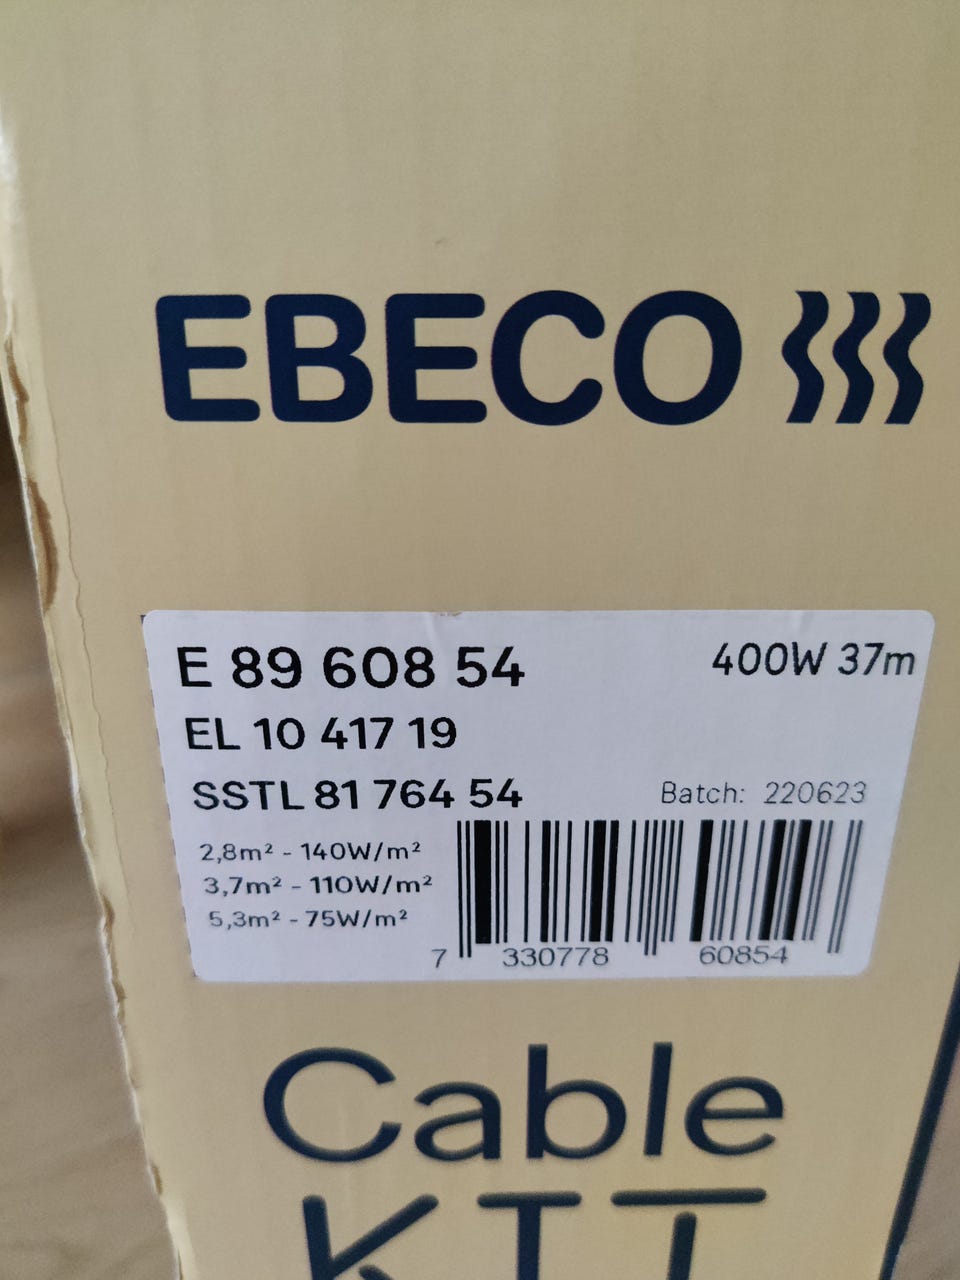 EBECO
E 89 608 54
400W 37m
EL 10 417 19
SSTL 81 764 54
Batch: 220623
2,8m² - 140W/m²
3,7m² - 110W/m²
5,3m² - 75W/m²
7 330778 60854
Cable
KIT